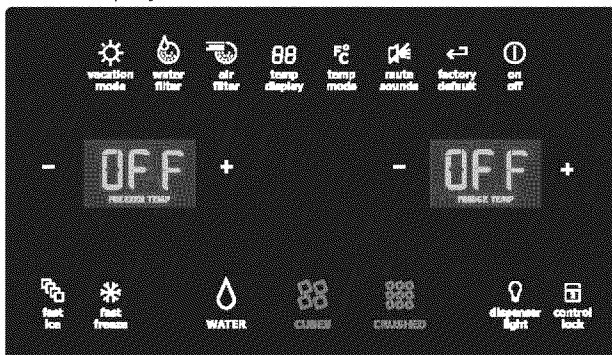 vacation mode
water filter
air filter
88 temp display
F° C temp mode
mute sounds
factory default
on off
- OFF +
FREEZER TEMP
- OFF +
FRIDGE TEMP
fast ice
fast freeze
WATER
CUBES
CRUSHED
dispenser light
control lock